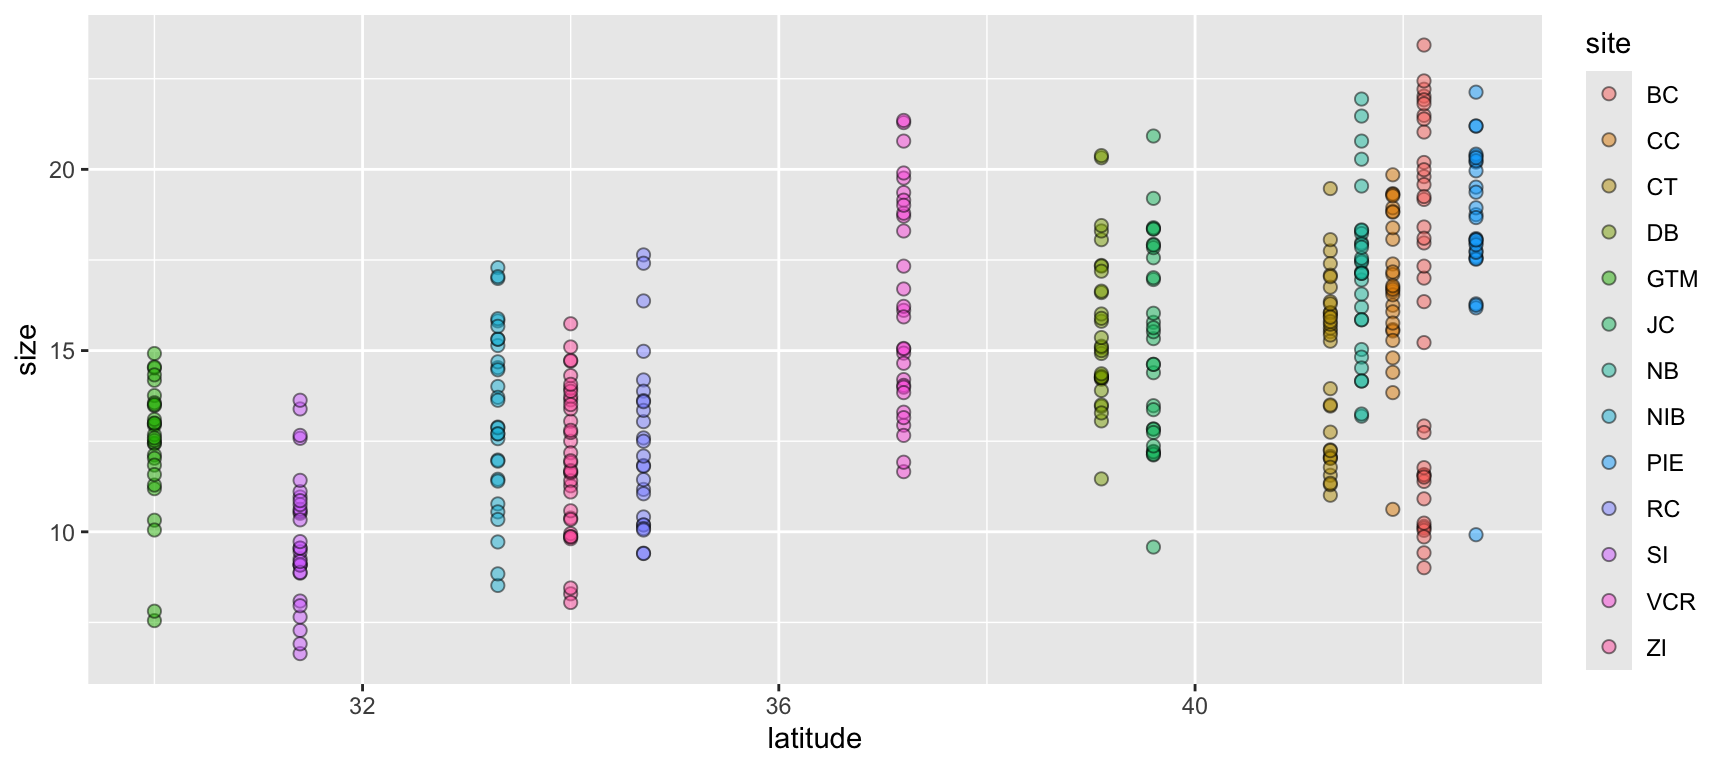 site
BC
CC
CT
DB
GTM
JC
NB
NIB
PIE
RC
SI
VCR
ZI
size
20
15
10
32 36 40
latitude